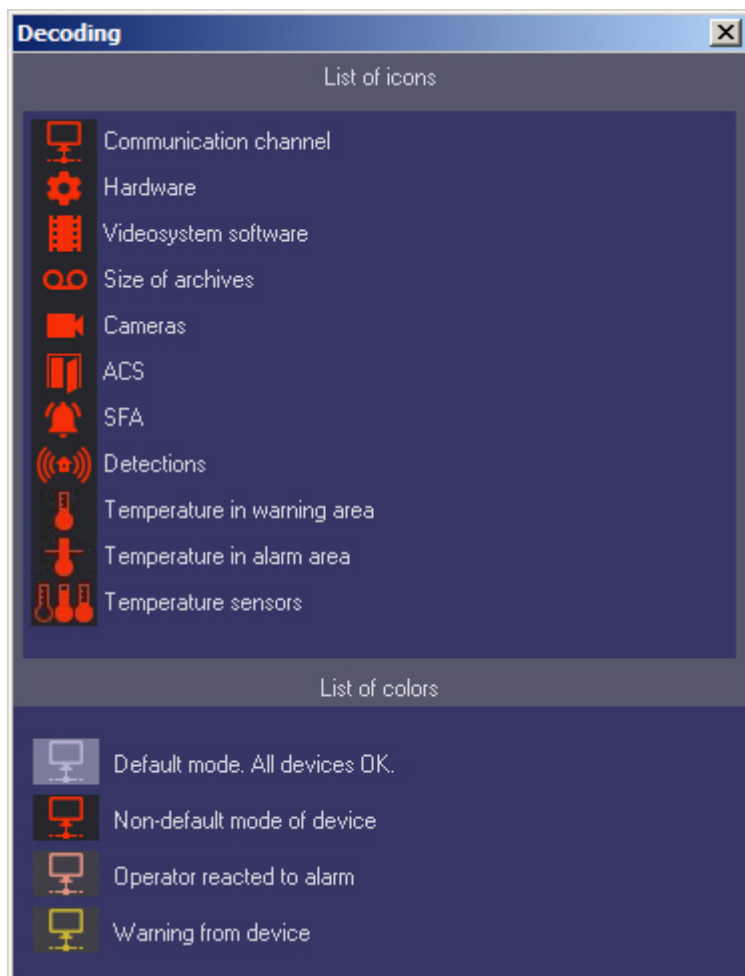 Decoding
List of icons
Communication channel
Hardware
Videosystem software
Size of archives
Cameras
ACS
SFA
Detections
Temperature in warning area
Temperature in alarm area
Temperature sensors
List of colors
Default mode. All devices OK.
Non-default mode of device
Operator reacted to alarm
Warning from device